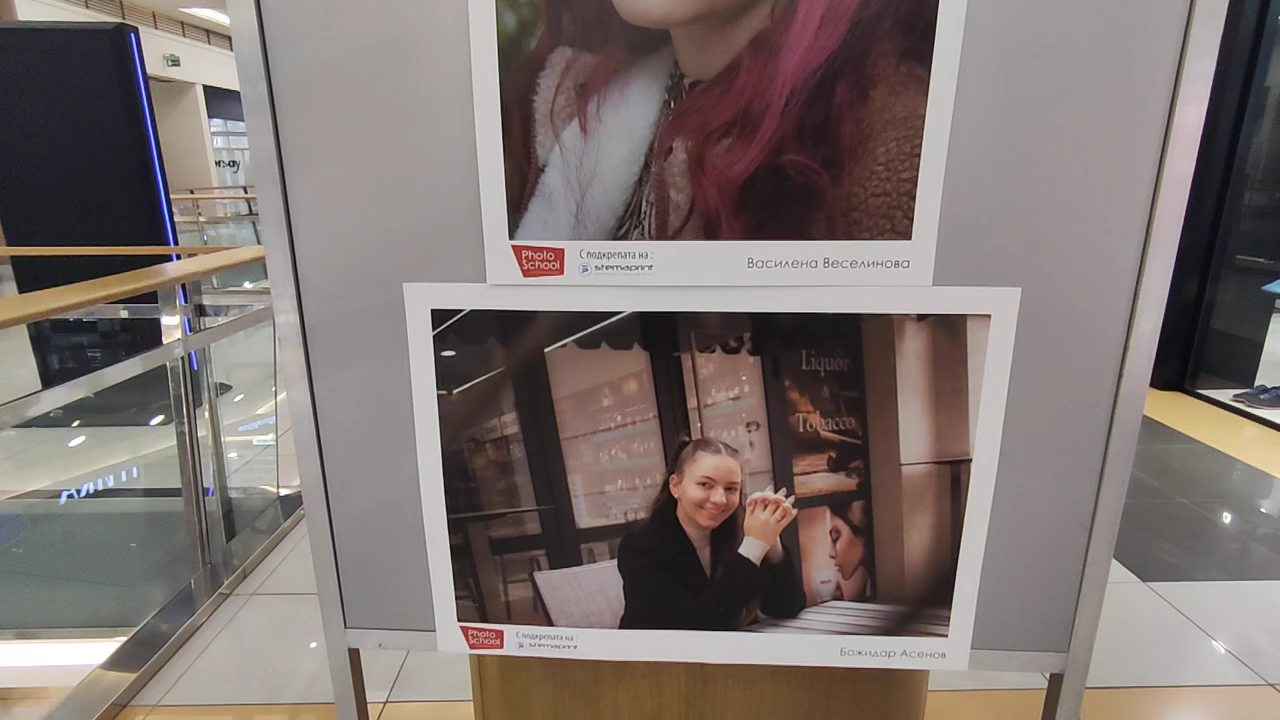 Photo
School
С подкрепата на :
stemaprint
Василена Веселинова
Liquor
&
Tobacco
Photo
School
С подкрепата на :
stemaprint
Божидар Асенов